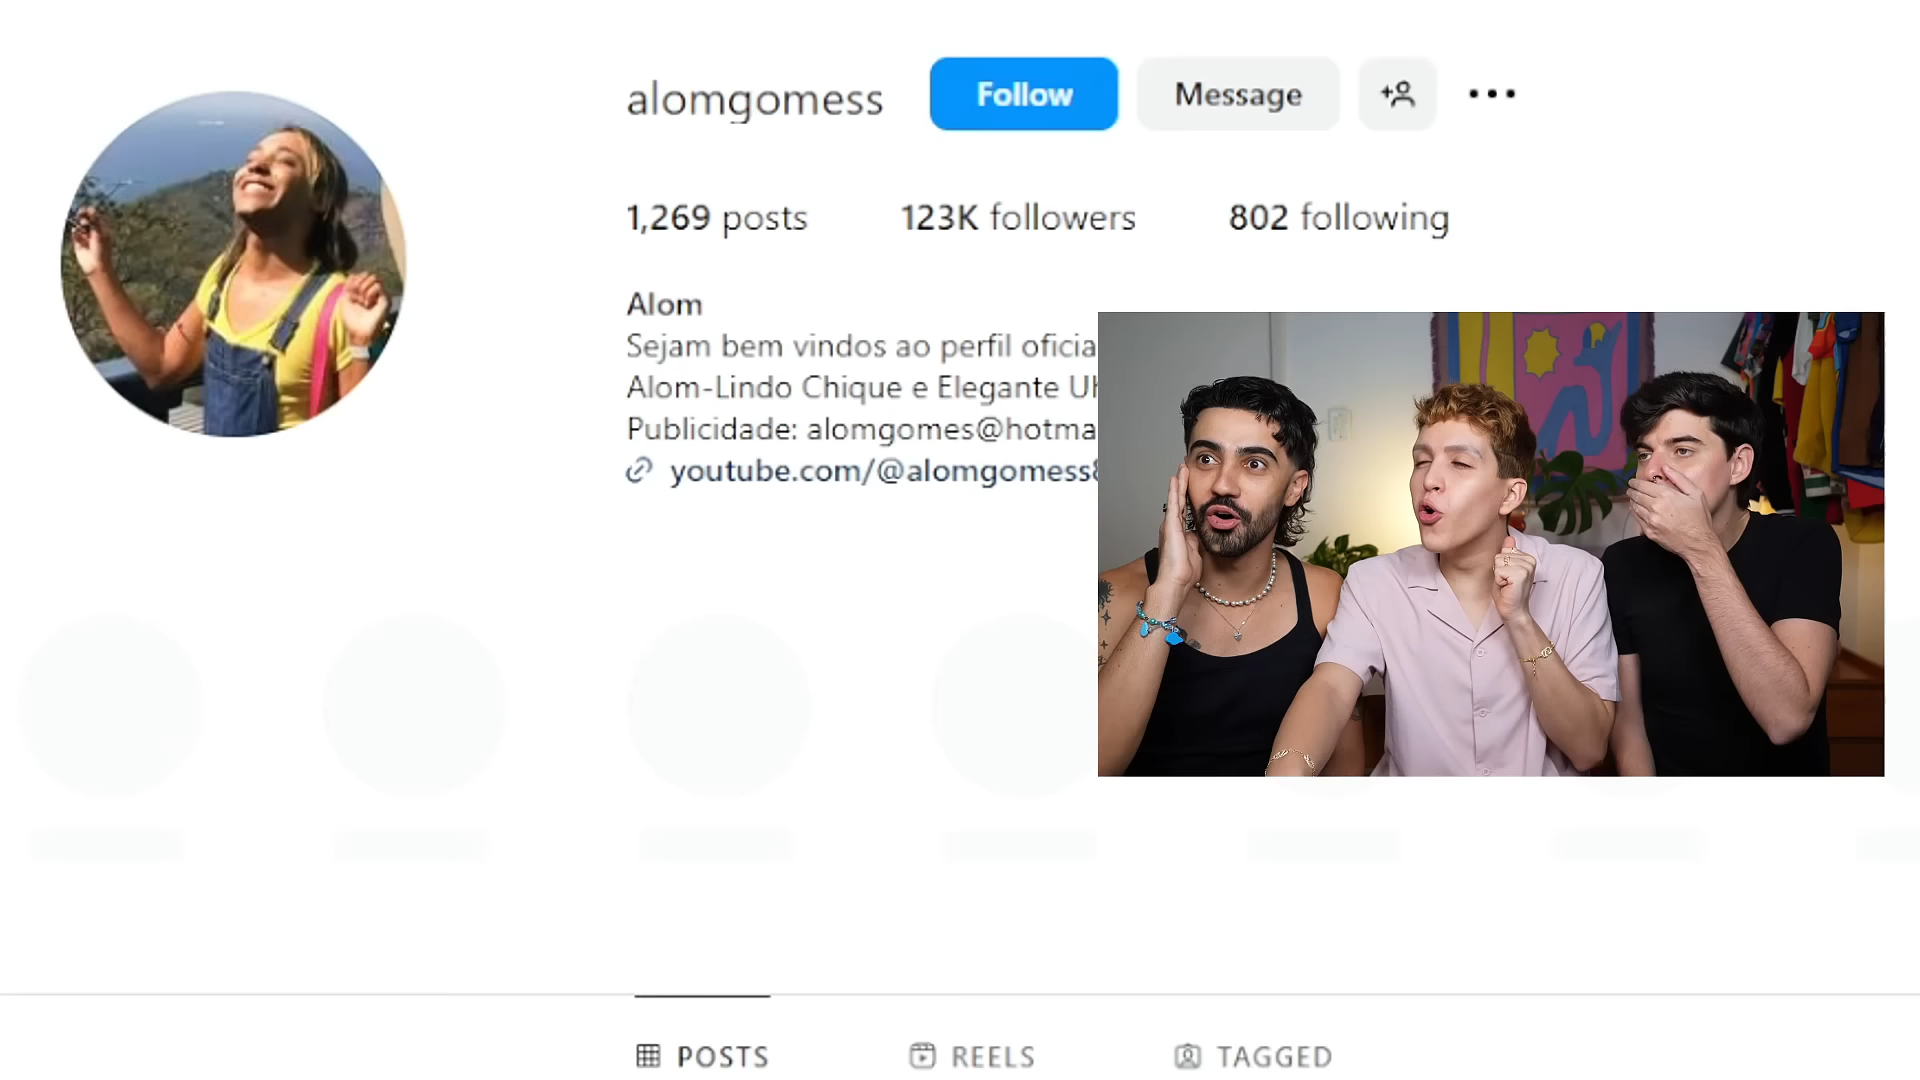 alomgomess Follow Message
1,269 posts 123K followers 802 following
Alom
Sejam bem vindos ao perfil oficia
Alom-Lindo Chique e Elegante
Publicidade: alomgomes@hotma
youtube.com/@alomgomess
POSTS REELS TAGGED